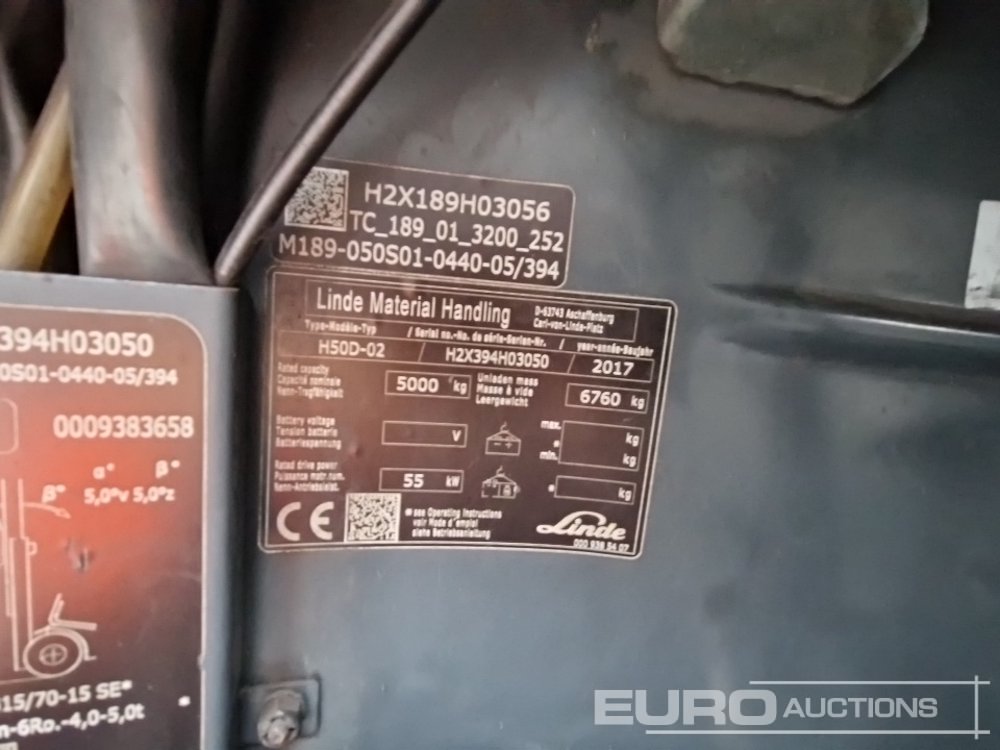 H2X189H03056
TC_189_01_3200_252
M189-050S01-0440-05/394
Linde Material Handling
D-63743 Aschaffenburg
Carl-von-Linde-Platz
Type-Modèle-Typ / Serial no.-No. de série-Serien-Nr. / year-année-Baujahr
H50D-02 / H2X394H03050 / 2017
Rated capacity
Capacité nominale
Nenn-Tragfähigkeit
5000 kg
Unladen mass
Masse à vide
Leergewicht
6760 kg
Battery voltage
Tension batterie
Batteriespannung
V
max. kg
*
min. kg
Rated drive power
Puissance motr.nom.
Nenn-Antriebsleist.
55 kW
* kg
CE
* see Operating Instructions
voir Mode d'emploi
siehe Betriebsanleitung
Linde
000 938 54 07
394H03050
0S01-0440-05/394
0009383658
α° β°
β° 5,0°v 5,0°z
315/70-15 SE*
n-6Ro.-4,0-5,0t *
EURO AUCTIONS